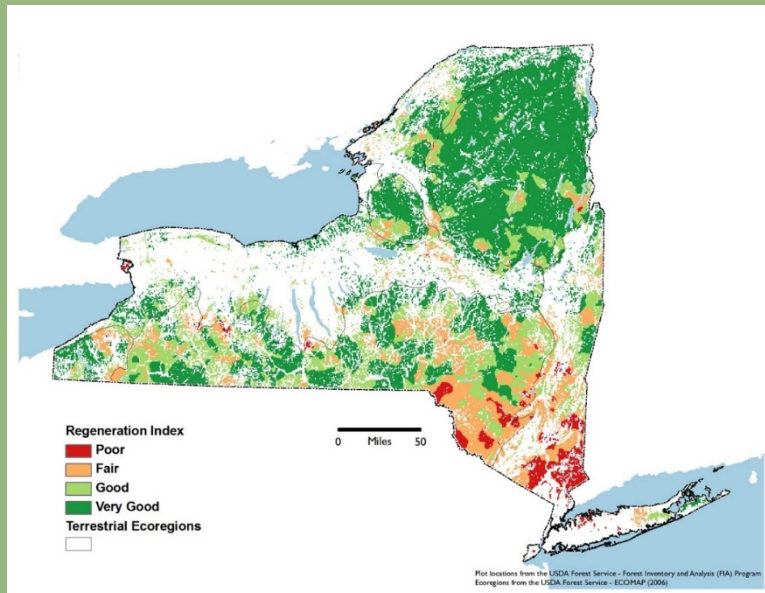 Regeneration Index
Poor
Fair
Good
Very Good
Terrestrial Ecoregions
0 Miles 50
Plot locations from the USDA Forest Service - Forest Inventory and Analysis (FIA) Program
Ecoregions from the USDA Forest Service - ECOMAP (2006)